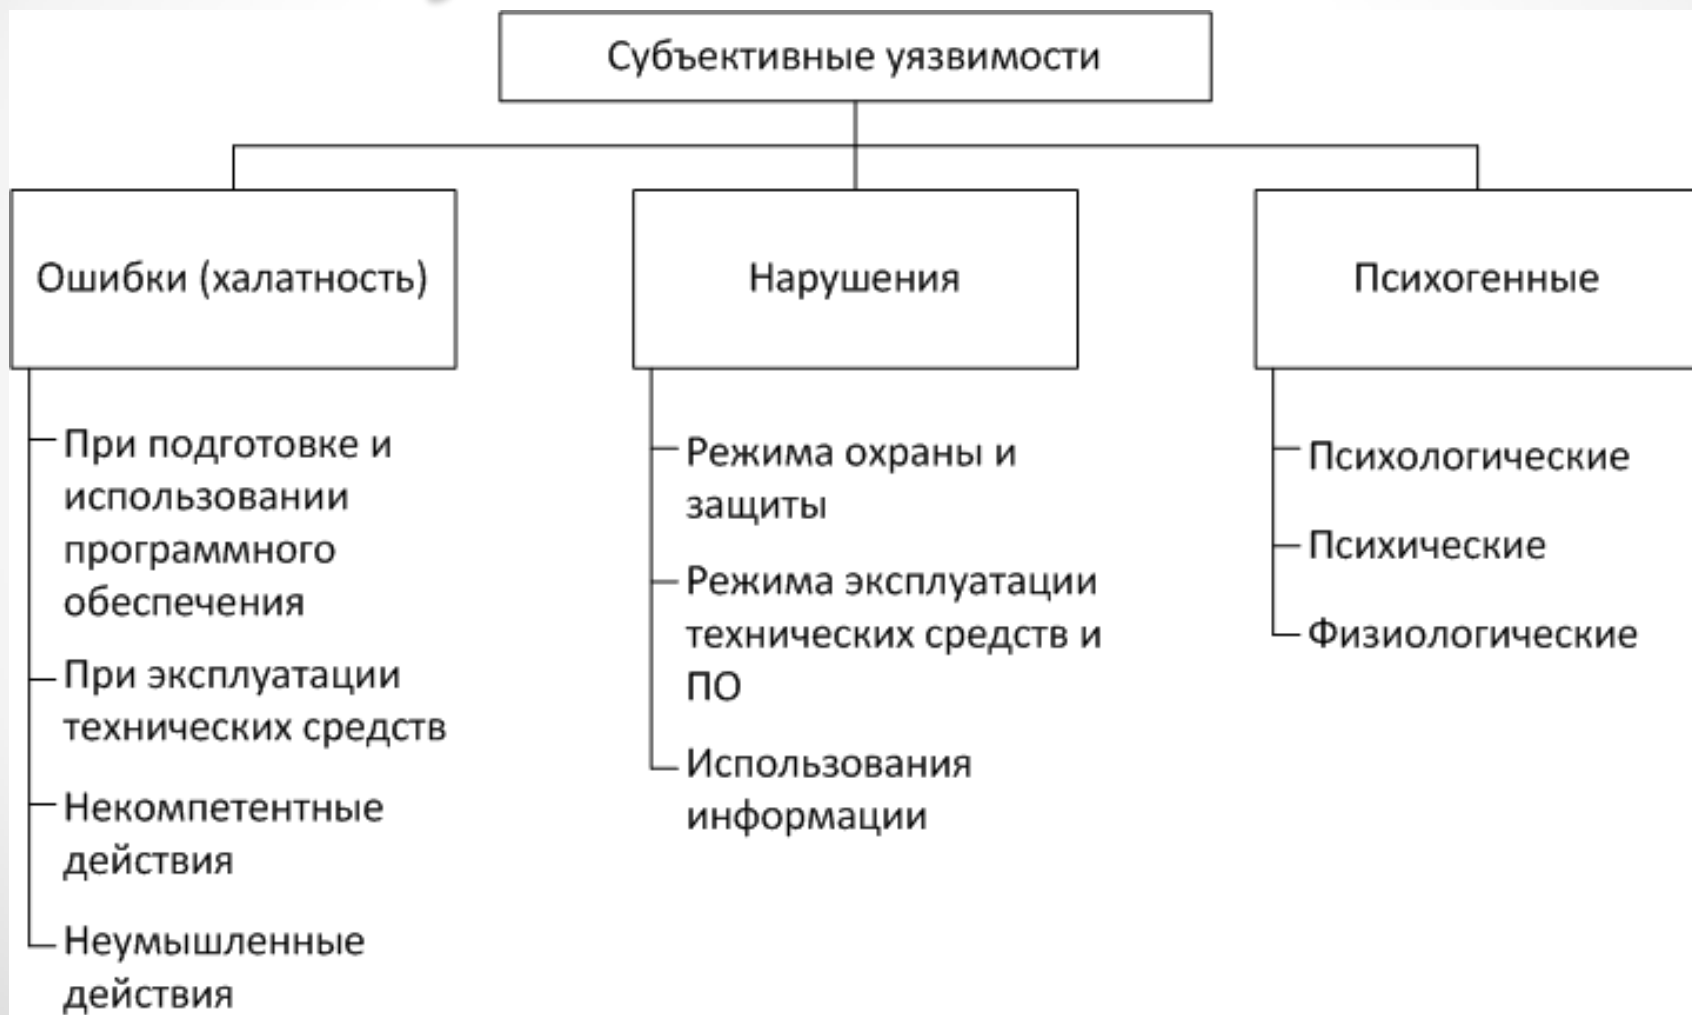 Субъективные уязвимости
Ошибки (халатность)
При подготовке и
использовании
программного
обеспечения
При эксплуатации
технических средств
Некомпетентные
действия
Неумышленные
действия
Нарушения
Режима охраны и
защиты
Режима эксплуатации
технических средств и
ПО
Использования
информации
Психогенные
Психологические
Психические
Физиологические